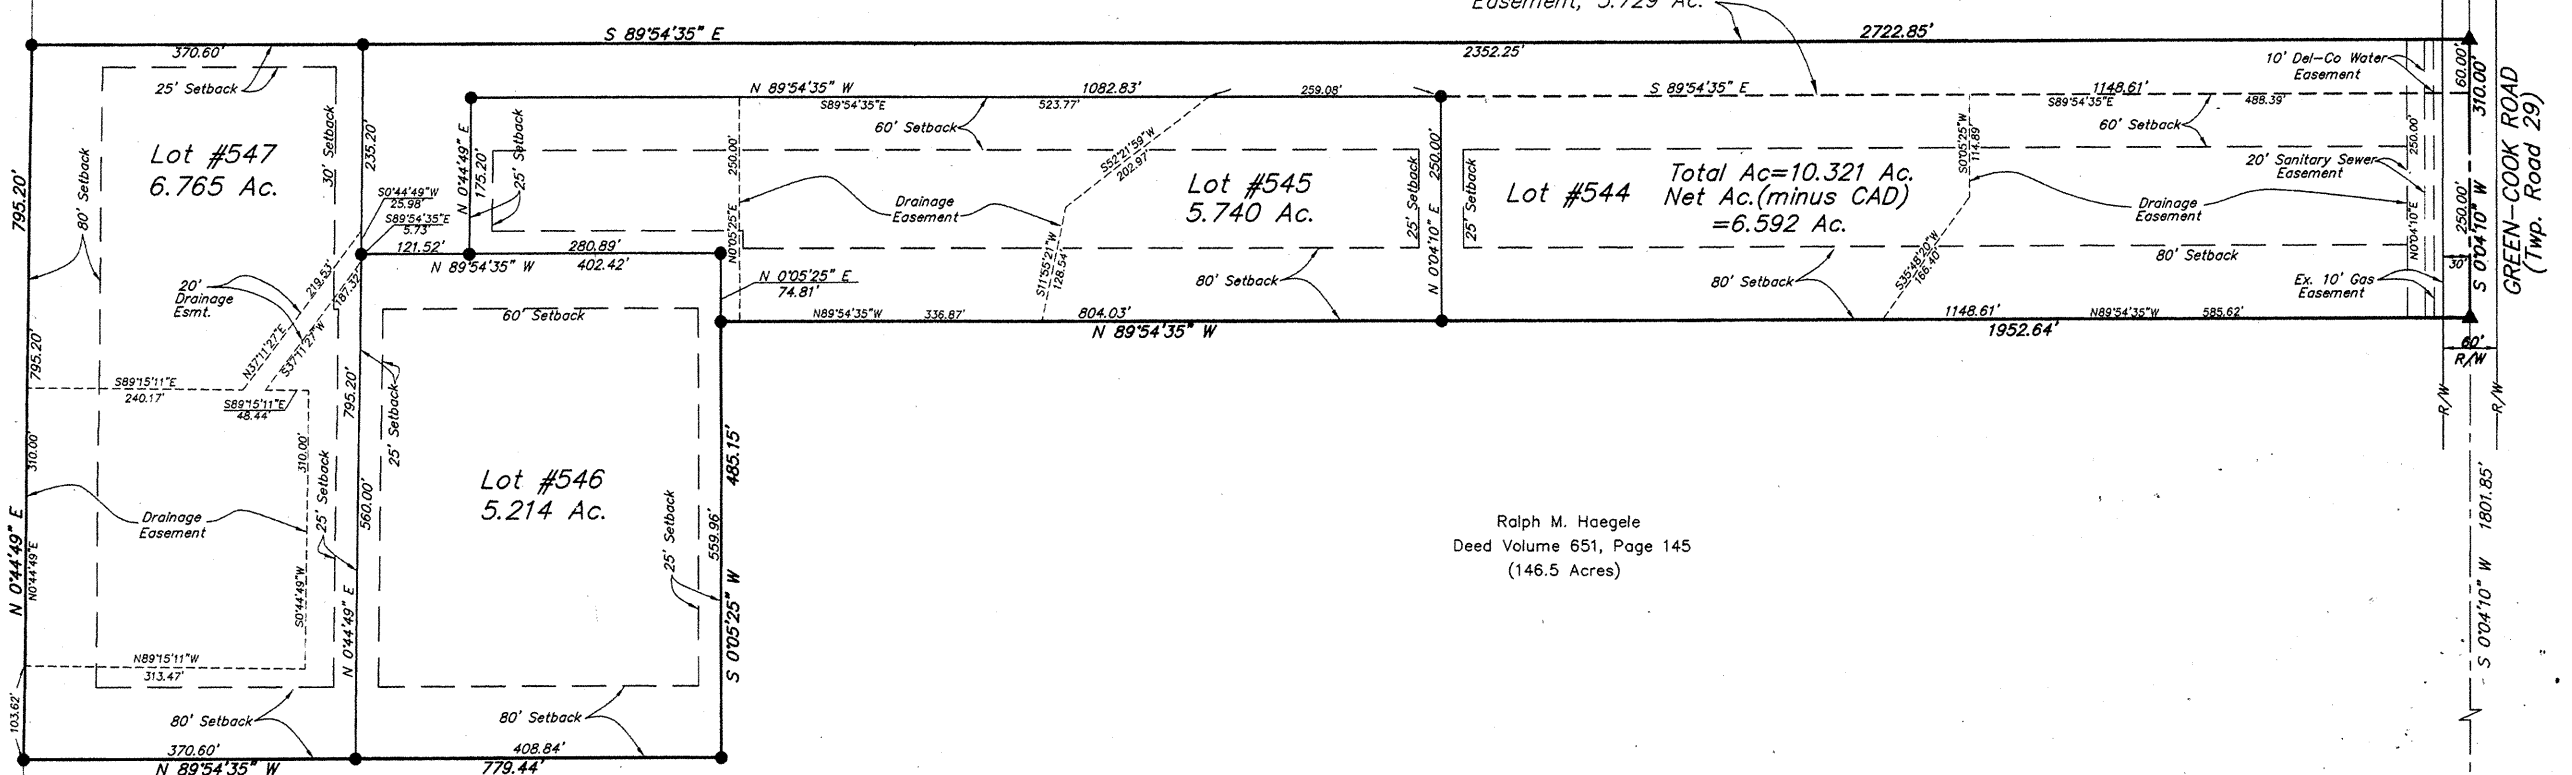 Easement, 3.729 Ac.
S 89°54'35" E
2722.85'
370.60'
2352.25'
25' Setback
10' Del-Co Water
Easement
60.00'
310.00'
N 89°54'35" W
1082.83'
S89°54'35"E
523.77'
259.08'
S 89°54'35" E
1148.61'
S89°54'35"E
488.39'
60' Setback
60' Setback
795.20'
80' Setback
Lot #547
6.765 Ac.
30' Setback
235.20'
N 0°44'49" E
175.20'
25' Setback
250.00'
N0°05'25"E
Drainage
Easement
S52°21'59"W
202.97'
S11°55'21"W
128.54'
Lot #545
5.740 Ac.
25' Setback
N 0°04'10" E 250.00'
25' Setback
Lot #544
Total Ac=10.321 Ac.
Net Ac.(minus CAD)
=6.592 Ac.
S0°05'25"W
114.89'
S35°48'20"W
166.40'
Drainage
Easement
20' Sanitary Sewer
Easement
250.00'
N0°04'10"E
250.00'
S 0°04'10" W
GREEN-COOK ROAD
(Twp. Road 29)
S0°44'49"W
25.98'
S89°54'35"E
5.73'
121.52'
280.89'
N 89°54'35" W
402.42'
N 0°05'25" E
74.81'
80' Setback
80' Setback
80' Setback
Ex. 10' Gas
Easement
30'
20'
Drainage
Esmt.
219.53'
187.32'
N37°11'27"E
S37°11'27"W
60' Setback
N89°54'35"W
336.87'
804.03'
N 89°54'35" W
1148.61'
N89°54'35"W
585.62'
1952.64'
60'
R/W
R/W
R/W
795.20'
S89°15'11"E
240.17'
S89°15'11"E
48.44'
795.20'
25' Setback
310.00'
310.00'
25' Setback
560.00'
Lot #546
5.214 Ac.
25' Setback
485.15'
559.96'
S 0°05'25" W
Drainage
Easement
N 0°44'49" E
N0°44'49"E
S0°44'49"W
N 0°44'49" E
Ralph M. Haegele
Deed Volume 651, Page 145
(146.5 Acres)
S 0°04'10" W 1801.85'
N89°15'11"W
313.47'
103.62'
80' Setback
80' Setback
370.60'
N 89°54'35" W
408.84'
779.44'